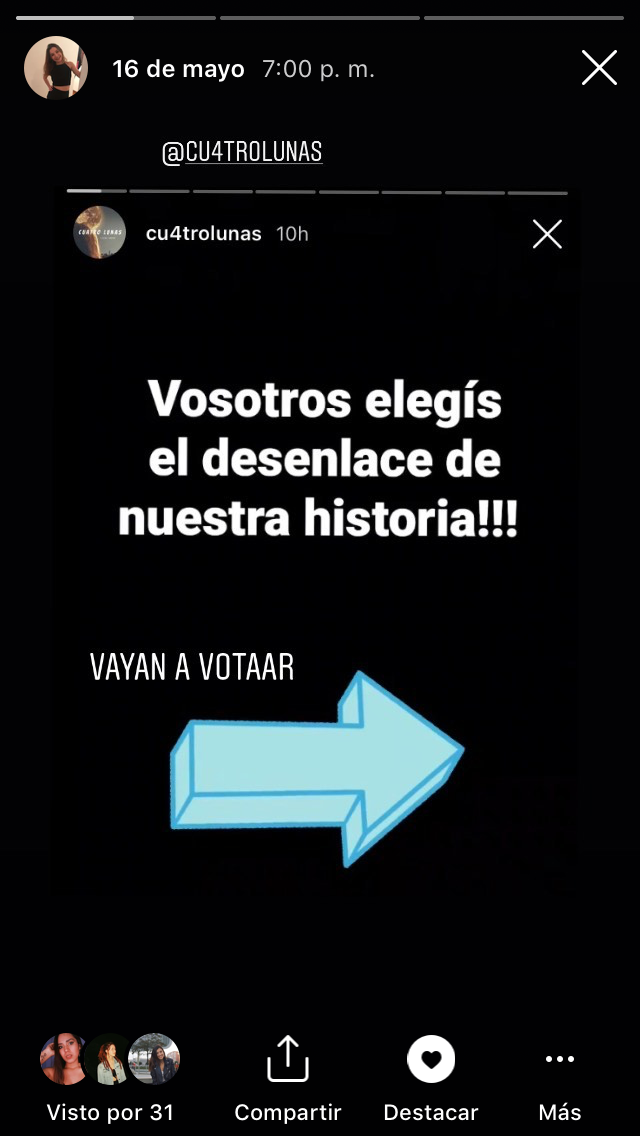 16 de mayo 7:00 p. m.
@CU4TROLUNAS
CUATRO LUNAS
cu4trolunas 10h
Vosotros elegís
el desenlace de
nuestra historia!!!
VAYAN A VOTAAR
Visto por 31
Compartir
Destacar
Más